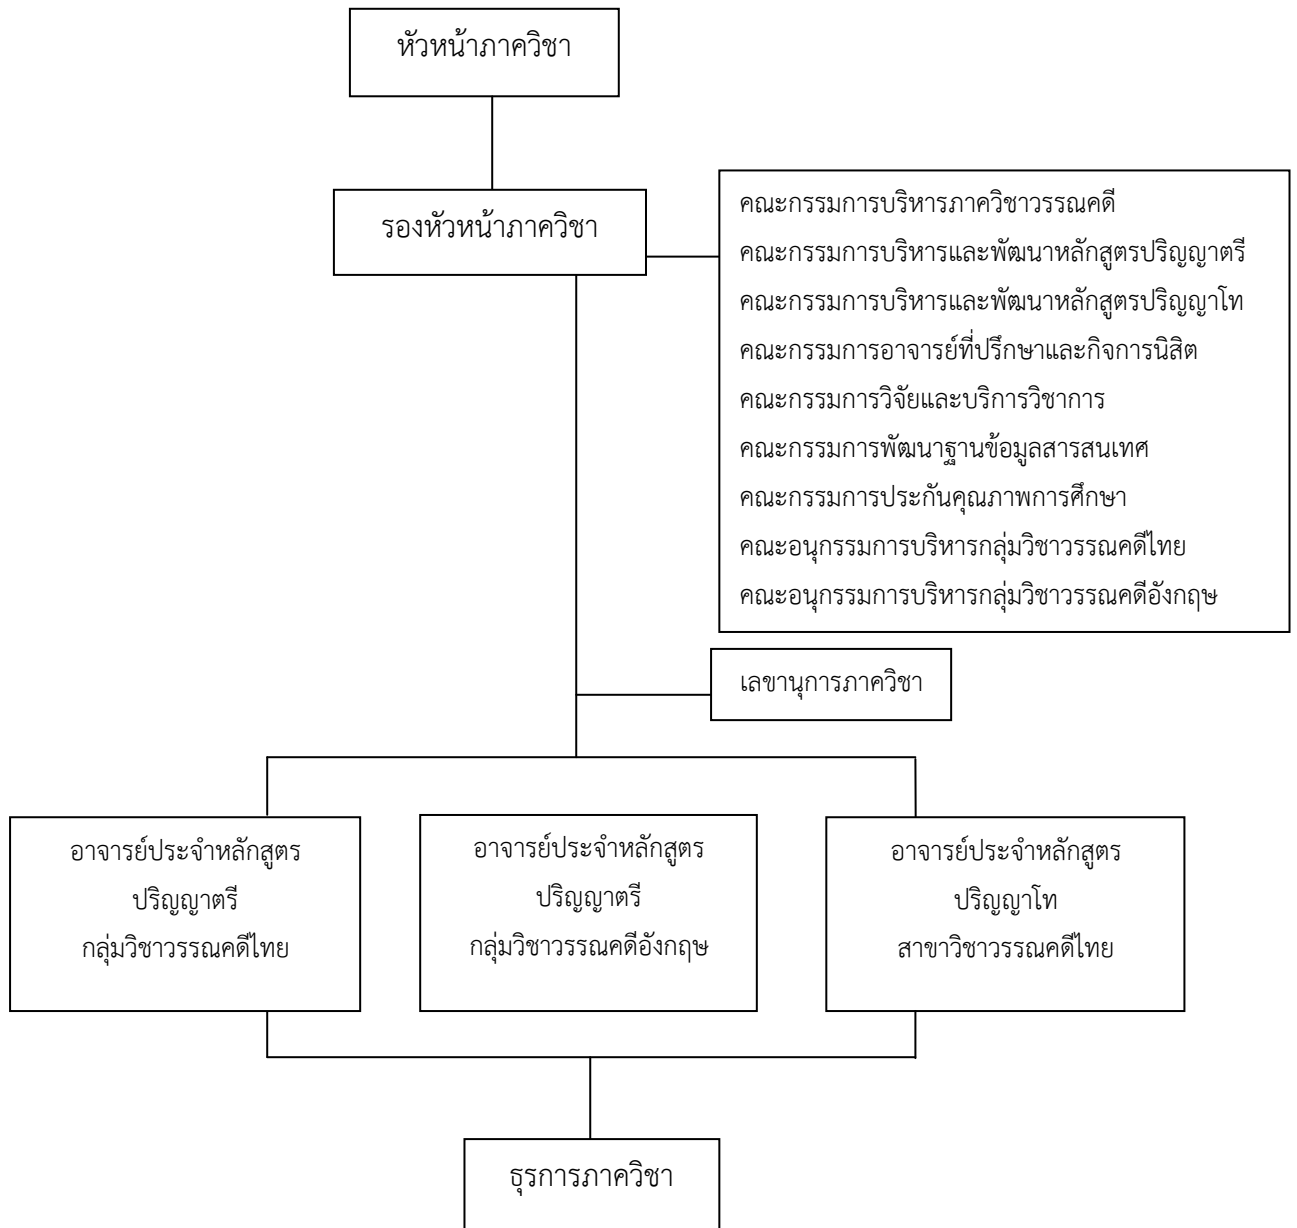 หัวหน้าภาควิชา
รองหัวหน้าภาควิชา
คณะกรรมการบริหารภาควิชาวรรณคดี
คณะกรรมการบริหารและพัฒนาหลักสูตรปริญญาตรี
คณะกรรมการบริหารและพัฒนาหลักสูตรปริญญาโท
คณะกรรมการอาจารย์ที่ปรึกษาและกิจการนิสิต
คณะกรรมการวิจัยและบริการวิชาการ
คณะกรรมการพัฒนาฐานข้อมูลสารสนเทศ
คณะกรรมการประกันคุณภาพการศึกษา
คณะอนุกรรมการบริหารกลุ่มวิชาวรรณคดีไทย
คณะอนุกรรมการบริหารกลุ่มวิชาวรรณคดีอังกฤษ
เลขานุการภาควิชา
อาจารย์ประจำหลักสูตร
ปริญญาตรี
กลุ่มวิชาวรรณคดีไทย
อาจารย์ประจำหลักสูตร
ปริญญาตรี
กลุ่มวิชาวรรณคดีอังกฤษ
อาจารย์ประจำหลักสูตร
ปริญญาโท
สาขาวิชาวรรณคดีไทย
ธุรการภาควิชา